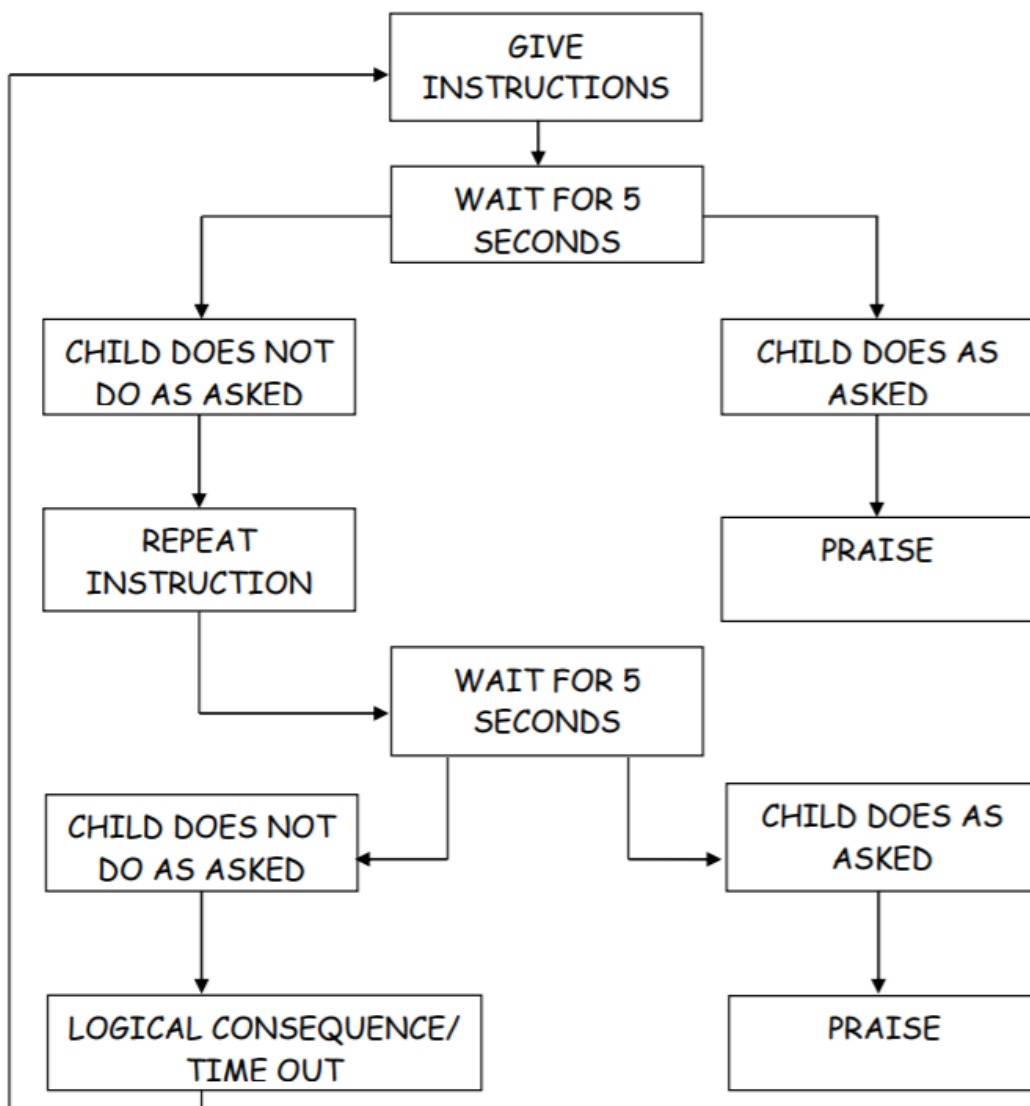 GIVE
INSTRUCTIONS
WAIT FOR 5
SECONDS
CHILD DOES NOT
DO AS ASKED
CHILD DOES AS
ASKED
REPEAT
INSTRUCTION
PRAISE
WAIT FOR 5
SECONDS
CHILD DOES NOT
DO AS ASKED
CHILD DOES AS
ASKED
LOGICAL CONSEQUENCE/
TIME OUT
PRAISE